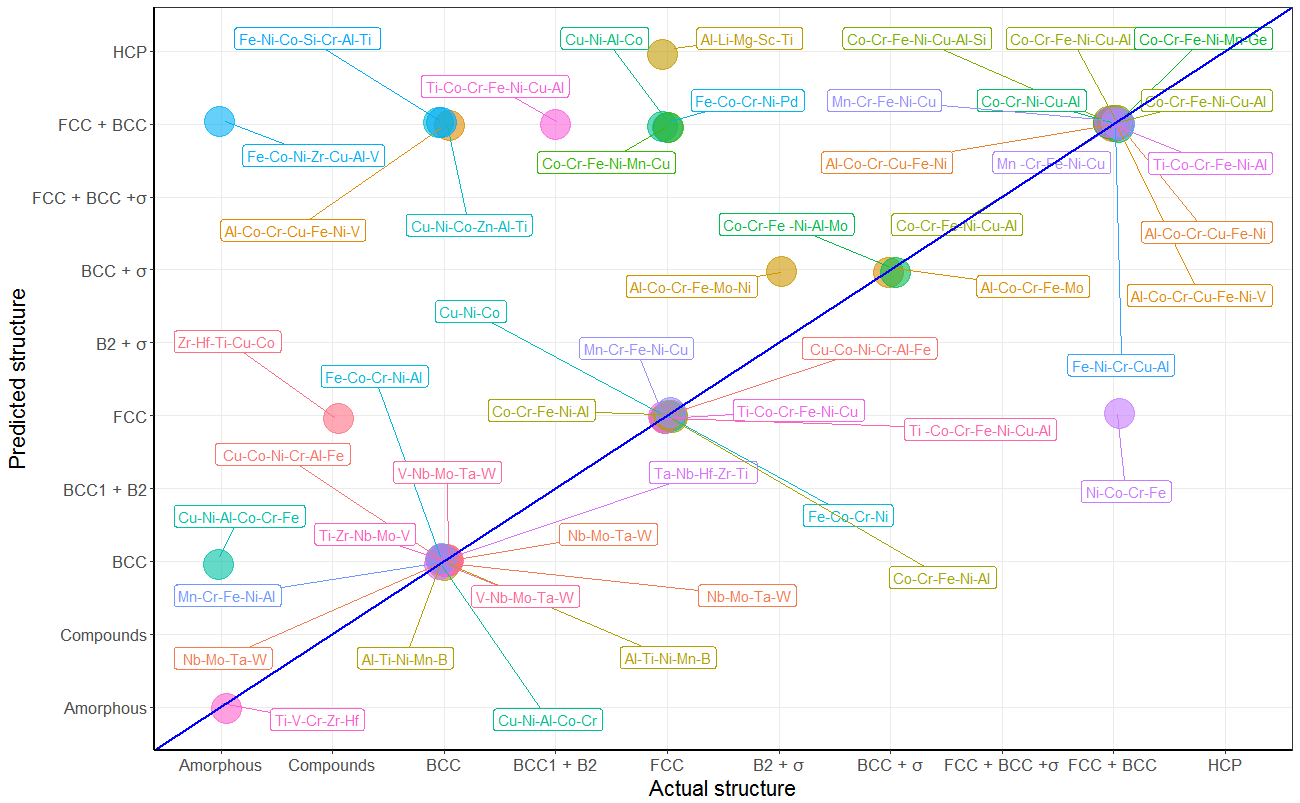 HCP
Fe-Ni-Co-Si-Cr-Al-Ti
Cu-Ni-Al-Co
Al-Li-Mg-Sc-Ti
Co-Cr-Fe-Ni-Cu-Al-Si
Co-Cr-Fe-Ni-Cu-Al
Co-Cr-Fe-Ni-Mn-Ge
Ti-Co-Cr-Fe-Ni-Cu-Al
Fe-Co-Cr-Ni-Pd
Mn-Cr-Fe-Ni-Cu
Co-Cr-Ni-Cu-Al
Co-Cr-Fe-Ni-Cu-Al
FCC + BCC
Fe-Co-Ni-Zr-Cu-Al-V
Co-Cr-Fe-Ni-Mn-Cu
Al-Co-Cr-Cu-Fe-Ni
Mn -Cr-Fe-Ni-Cu
Ti-Co-Cr-Fe-Ni-Al
FCC + BCC +σ
Al-Co-Cr-Cu-Fe-Ni-V
Cu-Ni-Co-Zn-Al-Ti
Co-Cr-Fe -Ni-Al-Mo
Co-Cr-Fe-Ni-Cu-Al
Al-Co-Cr-Cu-Fe-Ni
BCC + σ
Al-Co-Cr-Fe-Mo-Ni
Al-Co-Cr-Fe-Mo
Al-Co-Cr-Cu-Fe-Ni-V
Cu-Ni-Co
B2 + σ
Zr-Hf-Ti-Cu-Co
Mn-Cr-Fe-Ni-Cu
Cu-Co-Ni-Cr-Al-Fe
Fe-Ni-Cr-Cu-Al
Fe-Co-Cr-Ni-Al
FCC
Co-Cr-Fe-Ni-Al
Ti-Co-Cr-Fe-Ni-Cu
Ti -Co-Cr-Fe-Ni-Cu-Al
Cu-Co-Ni-Cr-Al-Fe
V-Nb-Mo-Ta-W
Ta-Nb-Hf-Zr-Ti
BCC1 + B2
Ni-Co-Cr-Fe
Cu-Ni-Al-Co-Cr-Fe
Fe-Co-Cr-Ni
Ti-Zr-Nb-Mo-V
Nb-Mo-Ta-W
BCC
Co-Cr-Fe-Ni-Al
Mn-Cr-Fe-Ni-Al
V-Nb-Mo-Ta-W
Nb-Mo-Ta-W
Compounds
Nb-Mo-Ta-W
Al-Ti-Ni-Mn-B
Al-Ti-Ni-Mn-B
Amorphous
Ti-V-Cr-Zr-Hf
Cu-Ni-Al-Co-Cr
Predicted structure
Amorphous
Compounds
BCC
BCC1 + B2
FCC
B2 + σ
BCC + σ
FCC + BCC +σ
FCC + BCC
HCP
Actual structure